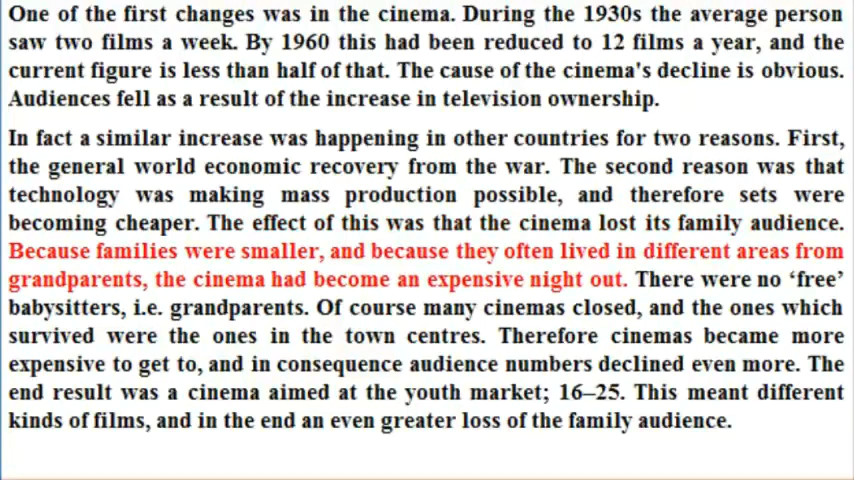 One of the first changes was in the cinema. During the 1930s the average person
saw two films a week. By 1960 this had been reduced to 12 films a year, and the
current figure is less than half of that. The cause of the cinema's decline is obvious.
Audiences fell as a result of the increase in television ownership.
In fact a similar increase was happening in other countries for two reasons. First,
the general world economic recovery from the war. The second reason was that
technology was making mass production possible, and therefore sets were
becoming cheaper. The effect of this was that the cinema lost its family audience.
Because families were smaller, and because they often lived in different areas from
grandparents, the cinema had become an expensive night out. There were no ‘free’
babysitters, i.e. grandparents. Of course many cinemas closed, and the ones which
survived were the ones in the town centres. Therefore cinemas became more
expensive to get to, and in consequence audience numbers declined even more. The
end result was a cinema aimed at the youth market; 16–25. This meant different
kinds of films, and in the end an even greater loss of the family audience.